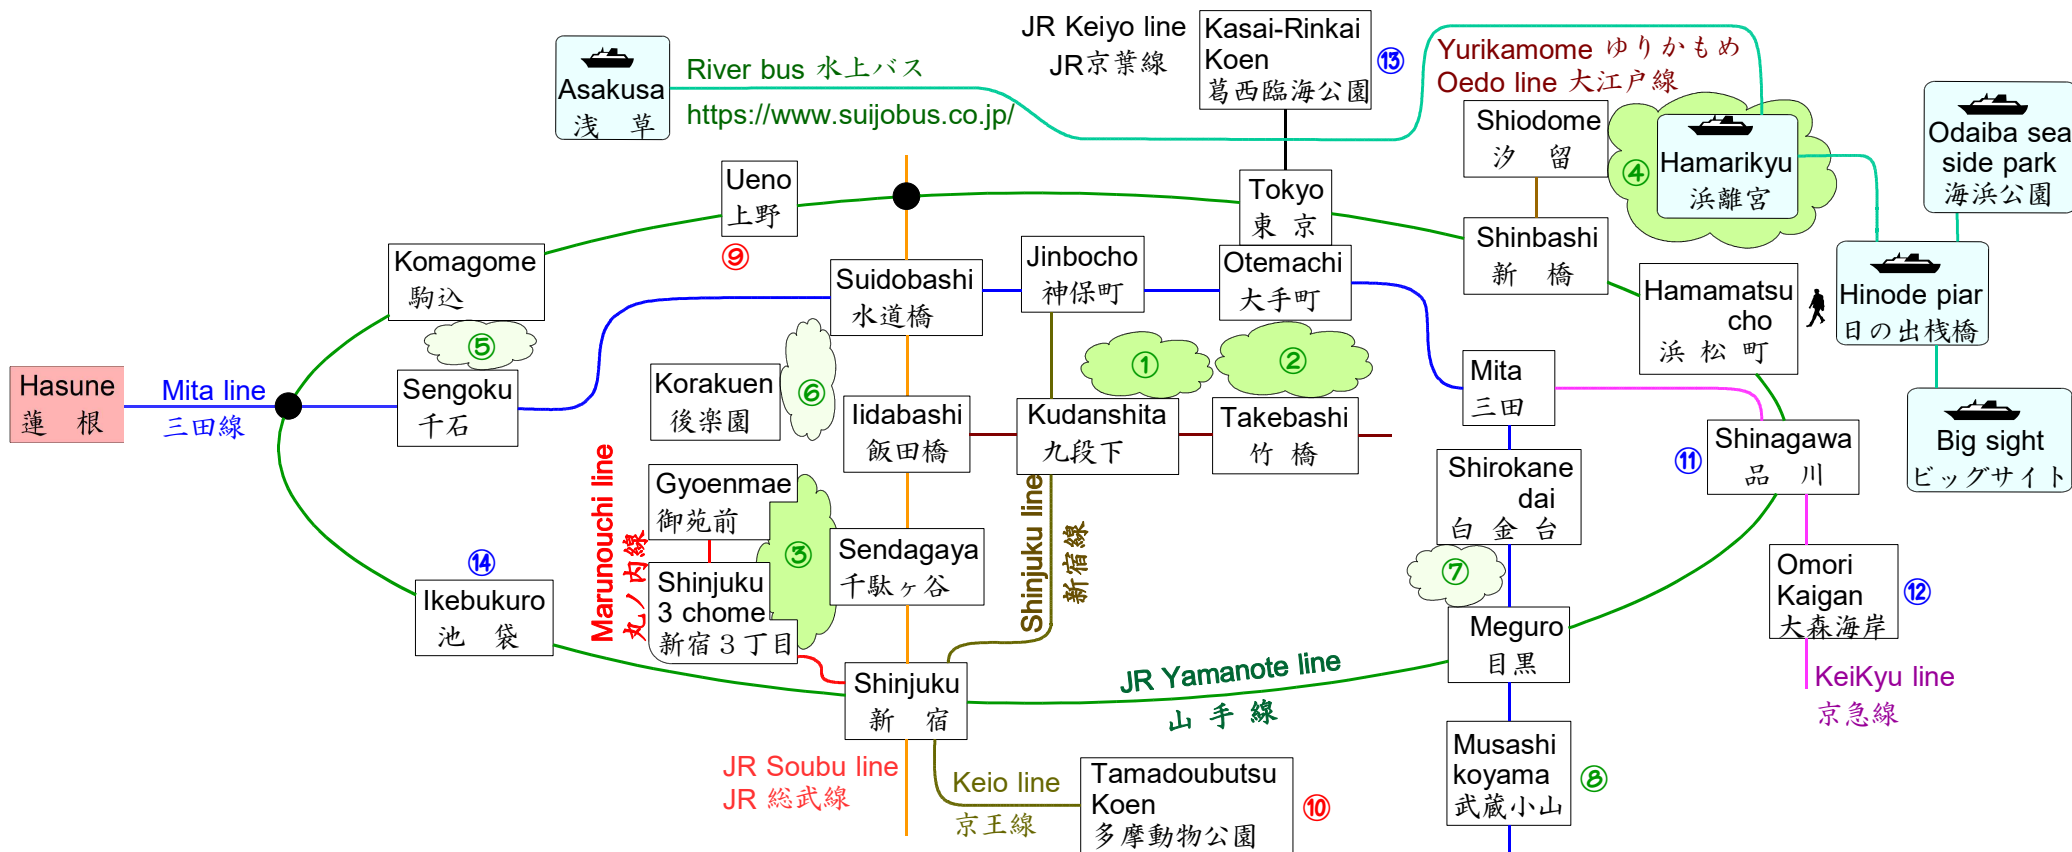 JR Keiyo line
JR京葉線
Kasai-Rinkai
Koen
葛西臨海公園
⑬
Yurikamome ゆりかもめ
Oedo line 大江戸線
Asakusa
浅 草
River bus 水上バス
https://www.suijobus.co.jp/
Shiodome
汐 留
④
Hamarikyu
浜離宮
Odaiba sea
side park
海浜公園
Ueno
上野
⑨
Tokyo
東 京
Shinbashi
新 橋
Komagome
駒込
⑤
Suidobashi
水道橋
Jinbocho
神保町
Otemachi
大手町
Hamamatsu
cho
浜 松 町
Hinode piar
日の出桟橋
Hasune
蓮 根
Mita line
三田線
Sengoku
千石
Korakuen
後楽園
⑥
Iidabashi
飯田橋
①
②
Kudanshita
九段下
Takebashi
竹 橋
Mita
三田
Shinagawa
品 川
⑪
Big sight
ビッグサイト
Marunouchi line
丸ノ内線
Gyoenmae
御苑前
③
Shinjuku
3 chome
新宿３丁目
Sendagaya
千駄ヶ谷
Shinjuku line
新宿線
Shirokane
dai
白 金 台
⑦
Omori
Kaigan
大森海岸
⑫
⑭
Ikebukuro
池 袋
Shinjuku
新 宿
JR Yamanote line
山 手 線
Meguro
目黒
KeiKyu line
京急線
JR Soubu line
JR 総武線
Keio line
京王線
Tamadoubutsu
Koen
多摩動物公園
⑩
Musashi
koyama
武蔵小山
⑧